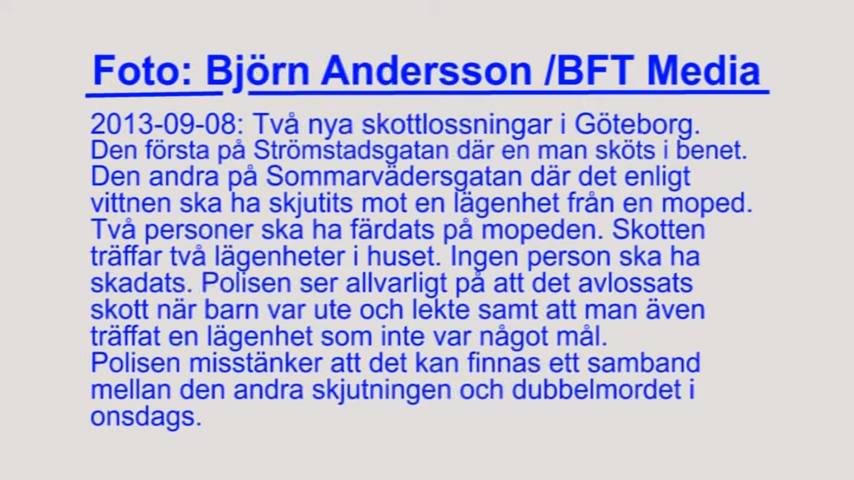 Foto: Björn Andersson /BFT Media
2013-09-08: Två nya skottlossningar i Göteborg.
Den första på Strömstadsgatan där en man sköts i benet.
Den andra på Sommarvädersgatan där det enligt
vittnen ska ha skjutits mot en lägenhet från en moped.
Två personer ska ha färdats på mopeden. Skotten
träffar två lägenheter i huset. Ingen person ska ha
skadats. Polisen ser allvarligt på att det avlossats
skott när barn var ute och lekte samt att man även
träffat en lägenhet som inte var något mål.
Polisen misstänker att det kan finnas ett samband
mellan den andra skjutningen och dubbelmordet i
onsdags.